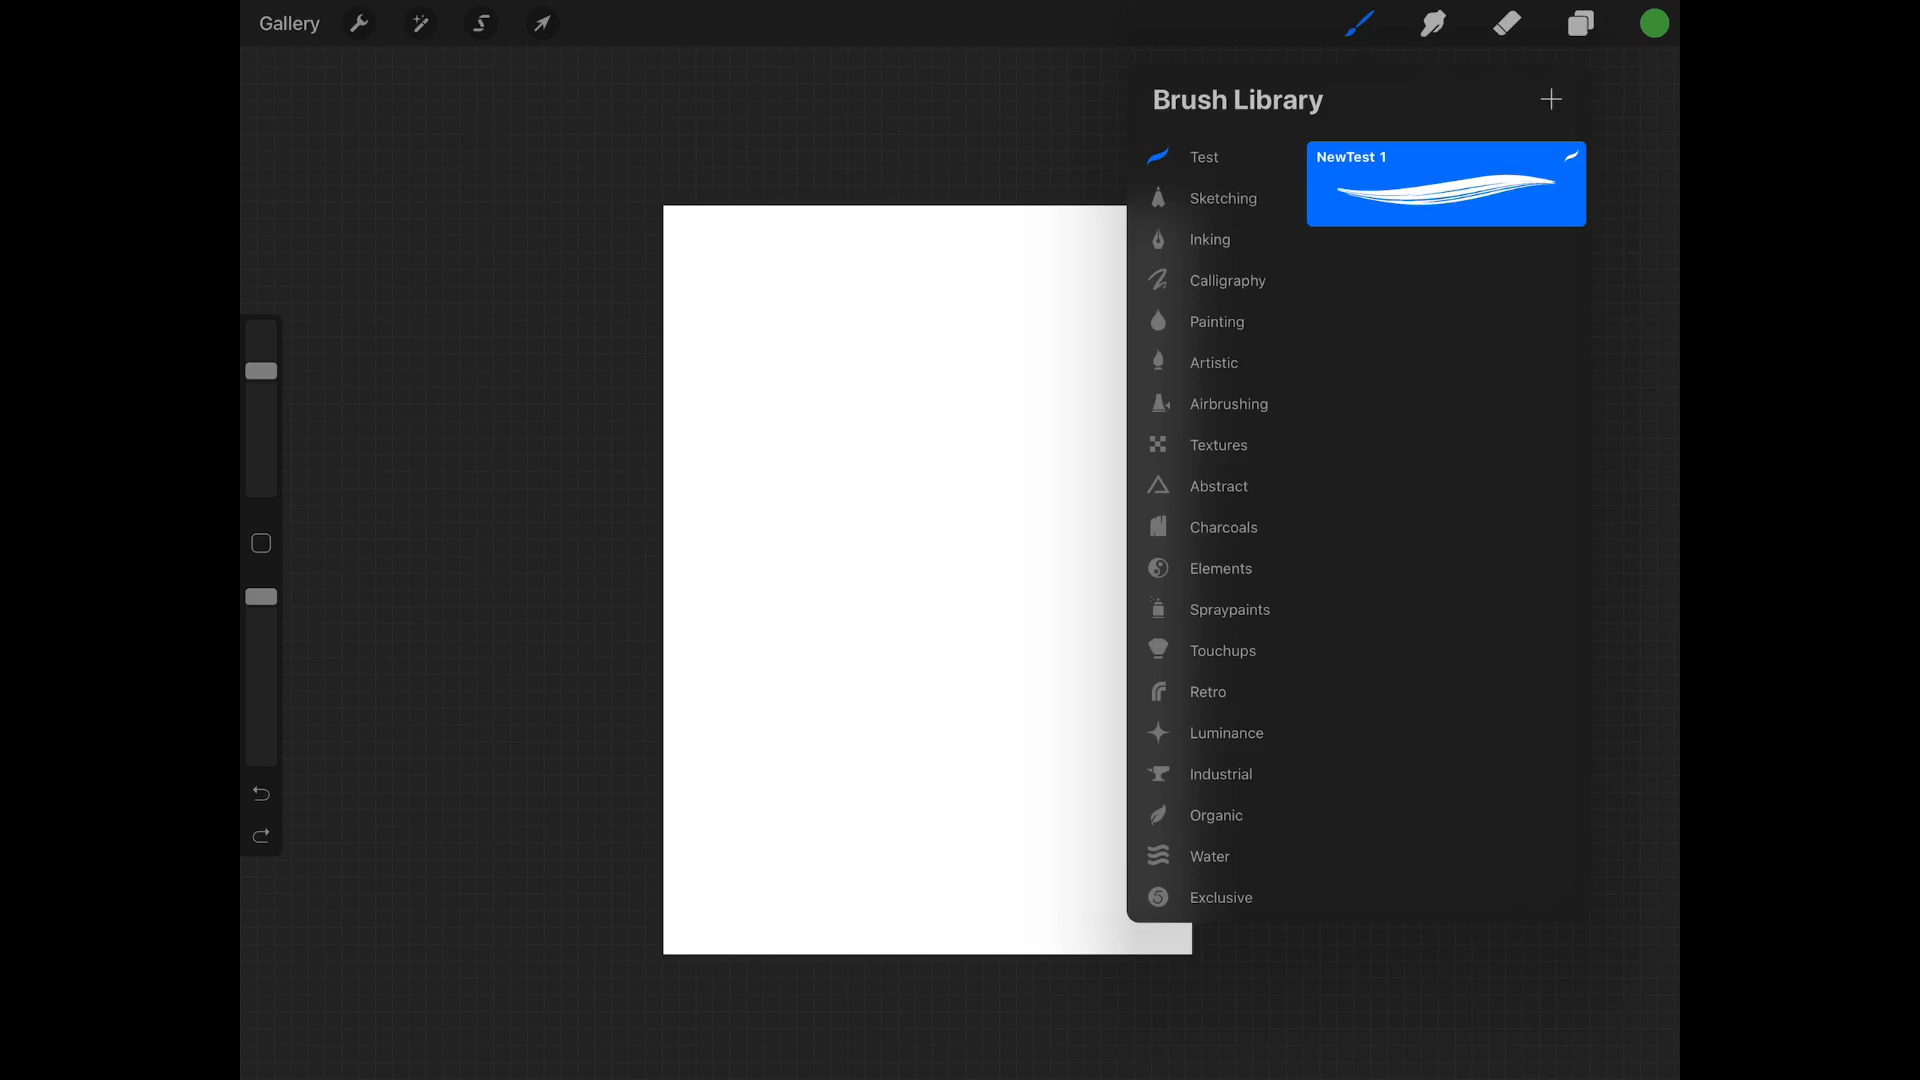 Gallery
Brush Library
Test
NewTest 1
Sketching
Inking
Calligraphy
Painting
Artistic
Airbrushing
Textures
Abstract
Charcoals
Elements
Spraypaints
Touchups
Retro
Luminance
Industrial
Organic
Water
Exclusive